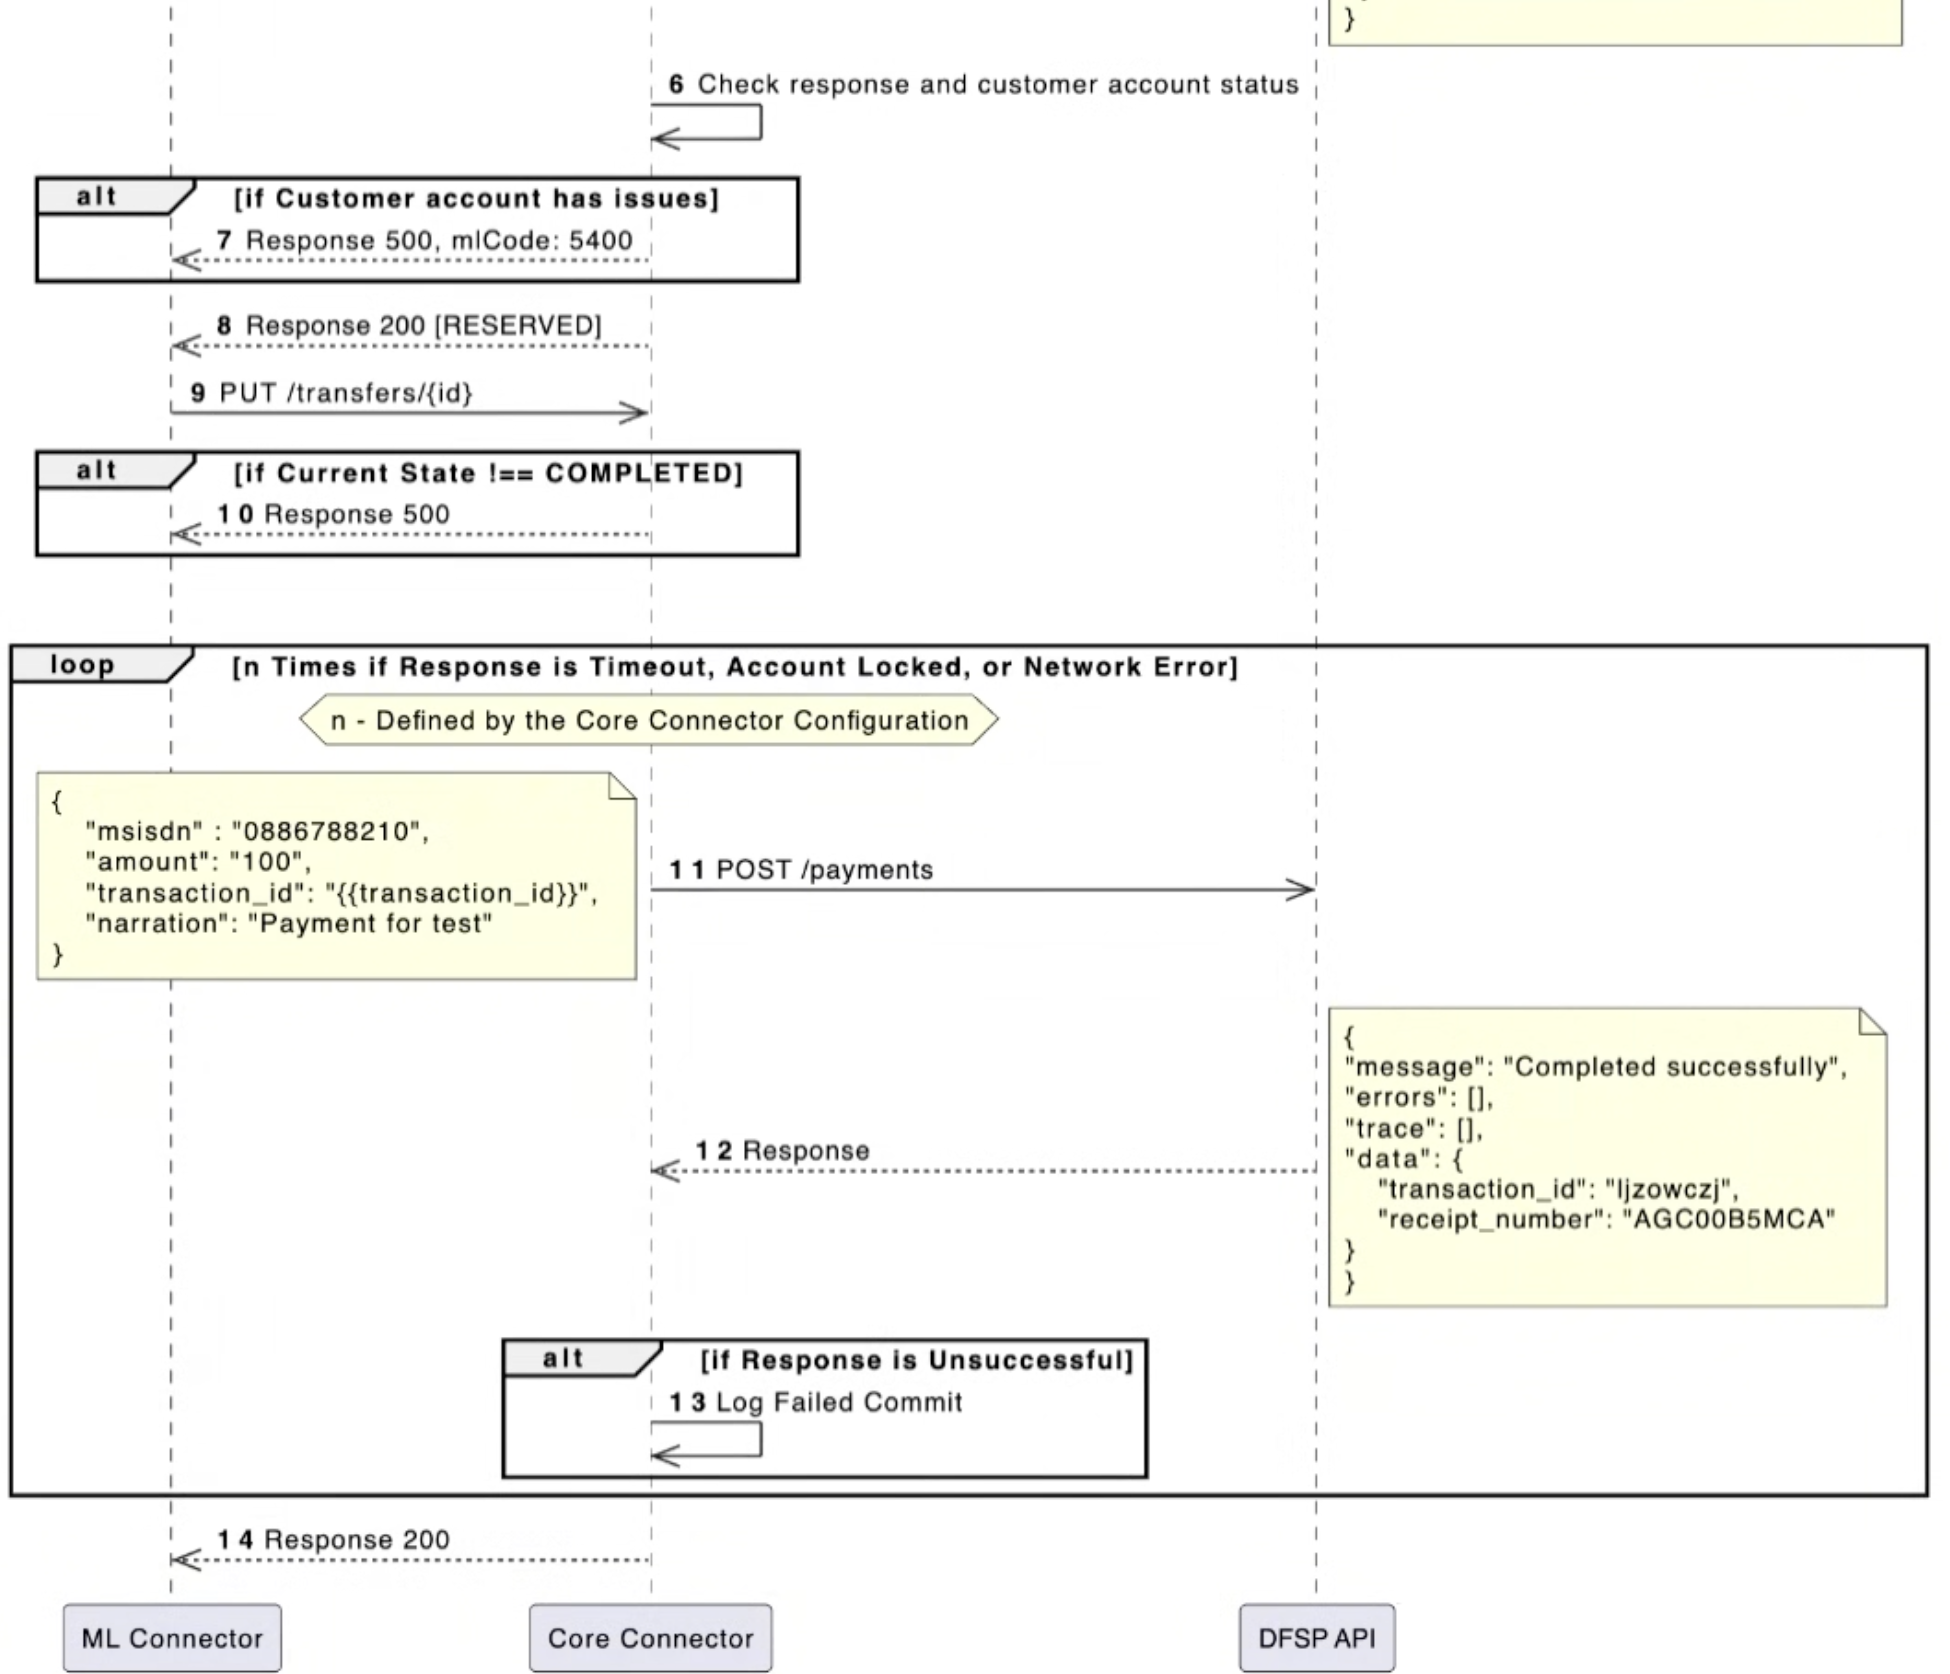 }
6 Check response and customer account status
alt [if Customer account has issues]
7 Response 500, mlCode: 5400
8 Response 200 [RESERVED]
9 PUT /transfers/{id}
alt [if Current State !== COMPLETED]
10 Response 500
loop [n Times if Response is Timeout, Account Locked, or Network Error]
n - Defined by the Core Connector Configuration
{
"msisdn" : "0886788210",
"amount": "100",
"transaction_id": "{{transaction_id}}",
"narration": "Payment for test"
}
11 POST /payments
{
"message": "Completed successfully",
"errors": [],
"trace": [],
"data": {
"transaction_id": "ljzowczj",
"receipt_number": "AGC00B5MCA"
}
}
12 Response
alt [if Response is Unsuccessful]
13 Log Failed Commit
14 Response 200
ML Connector
Core Connector
DFSP API